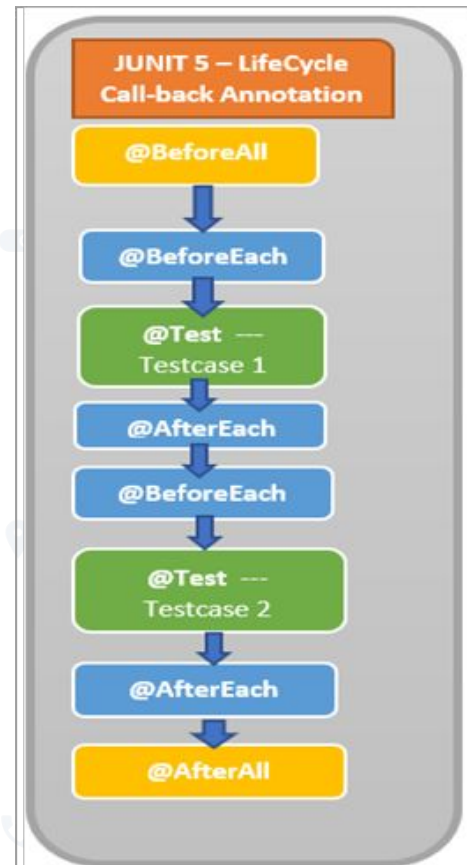 JUNIT 5 – LifeCycle
Call-back Annotation
@BeforeAll
@BeforeEach
@Test ---
Testcase 1
@AfterEach
@BeforeEach
@Test ---
Testcase 2
@AfterEach
@AfterAll